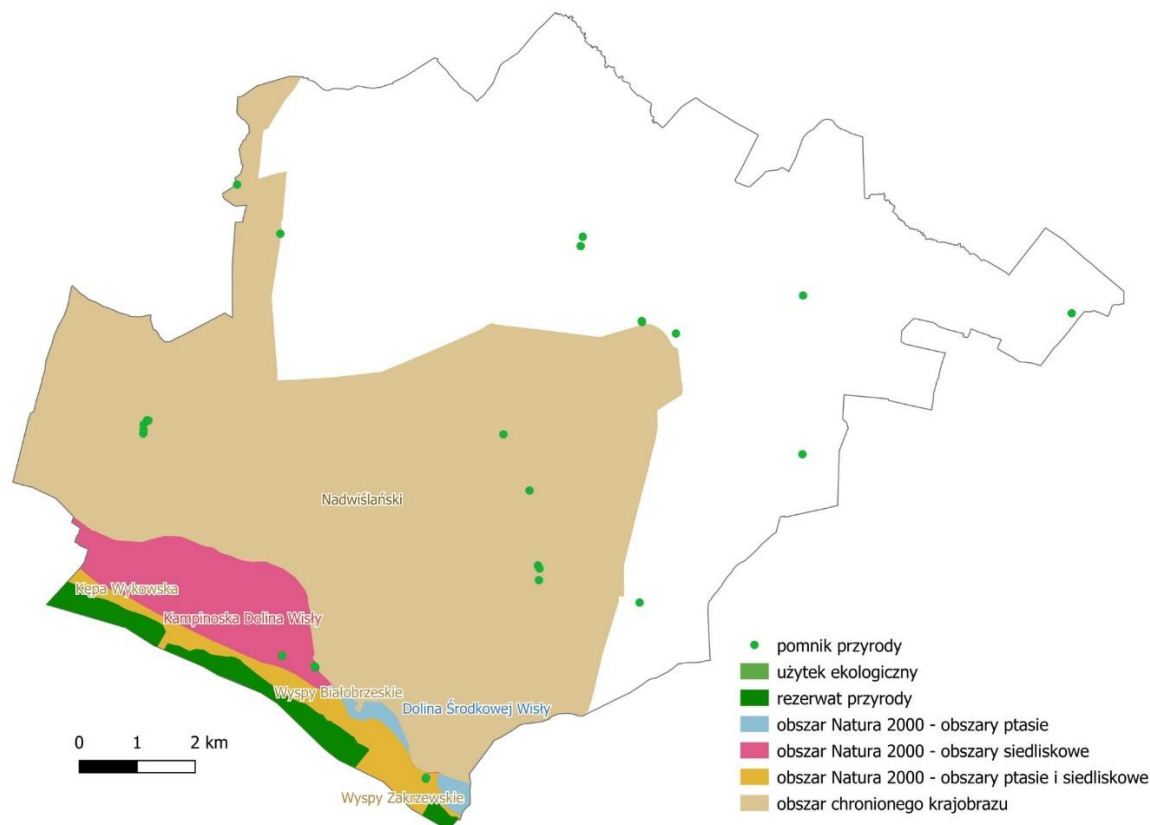 Nadwiślański
Kępa Wykowska
Kampinoska Dolina Wisły
Wyspy Białobrzeskie
Dolina Środkowej Wisły
Wyspy Zakrzewskie
0 1 2 km
pomnik przyrody
użytek ekologiczny
rezerwat przyrody
obszar Natura 2000 - obszary ptasie
obszar Natura 2000 - obszary siedliskowe
obszar Natura 2000 - obszary ptasie i siedliskowe
obszar chronionego krajobrazu